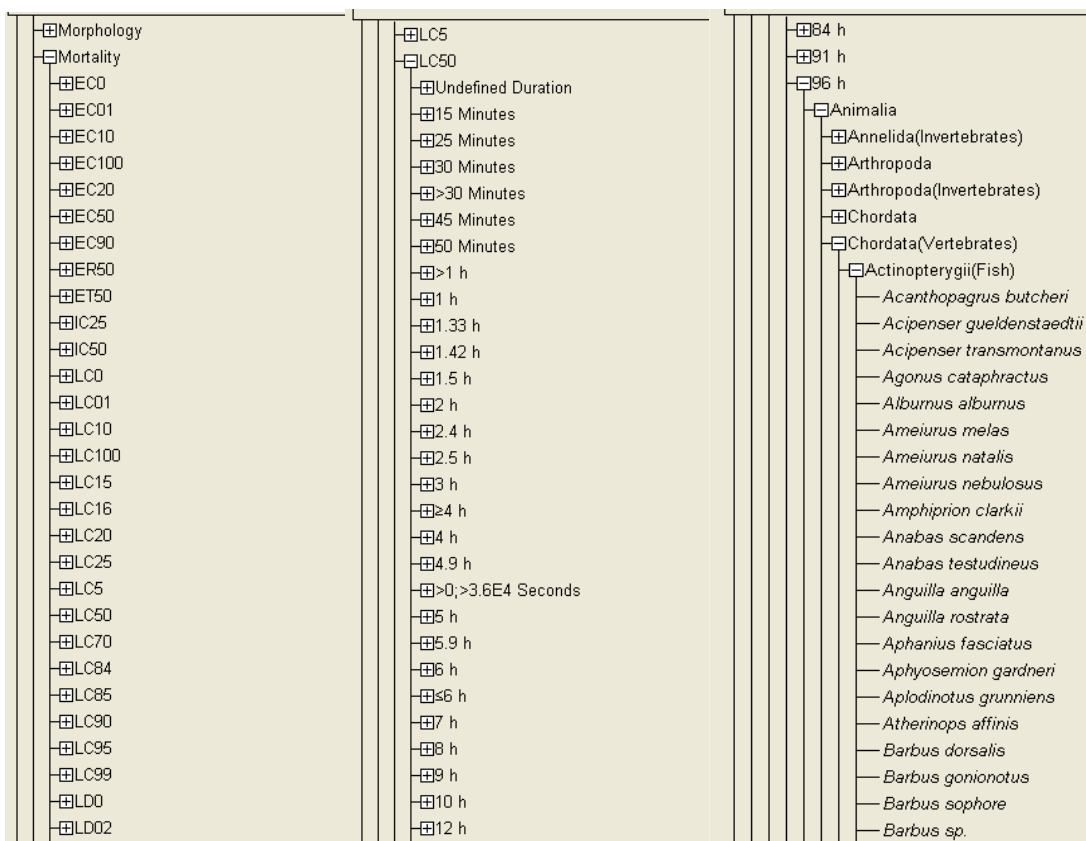 Morphology
Mortality
EC0
EC01
EC10
EC100
EC20
EC50
EC90
ER50
ET50
IC25
IC50
LC0
LC01
LC10
LC100
LC15
LC16
LC20
LC25
LC5
LC50
LC70
LC84
LC85
LC90
LC95
LC99
LD0
LD02
LC5
LC50
Undefined Duration
15 Minutes
25 Minutes
30 Minutes
>30 Minutes
45 Minutes
50 Minutes
>1 h
1 h
1.33 h
1.42 h
1.5 h
2 h
2.4 h
2.5 h
3 h
≥4 h
4 h
4.9 h
>0;>3.6E4 Seconds
5 h
5.9 h
6 h
≤6 h
7 h
8 h
9 h
10 h
12 h
84 h
91 h
96 h
Animalia
Annelida(Invertebrates)
Arthropoda
Arthropoda(Invertebrates)
Chordata
Chordata(Vertebrates)
Actinopterygii(Fish)
Acanthopagrus butcheri
Acipenser gueldenstaedtii
Acipenser transmontanus
Agonus cataphractus
Alburnus alburnus
Ameiurus melas
Ameiurus natalis
Ameiurus nebulosus
Amphiprion clarkii
Anabas scandens
Anabas testudineus
Anguilla anguilla
Anguilla rostrata
Aphanius fasciatus
Aphyosemion gardneri
Aplodinotus grunniens
Atherinops affinis
Barbus dorsalis
Barbus gonionotus
Barbus sophore
Barbus sp.